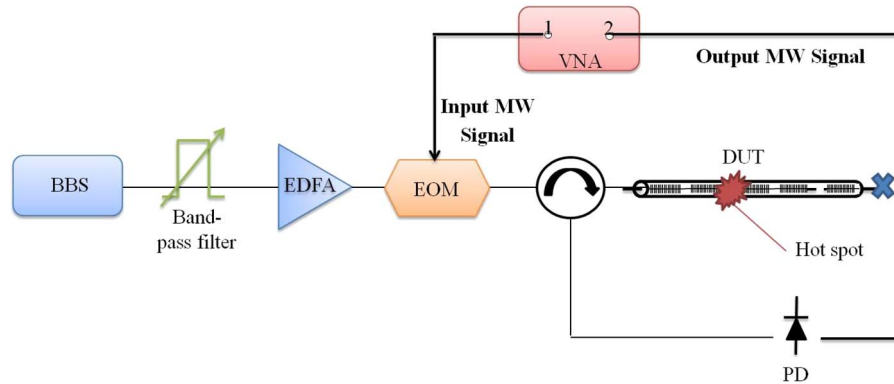 1 2
VNA
Output MW Signal
Input MW
Signal
BBS
Band-
pass filter
EDFA
EOM
DUT
Hot spot
PD